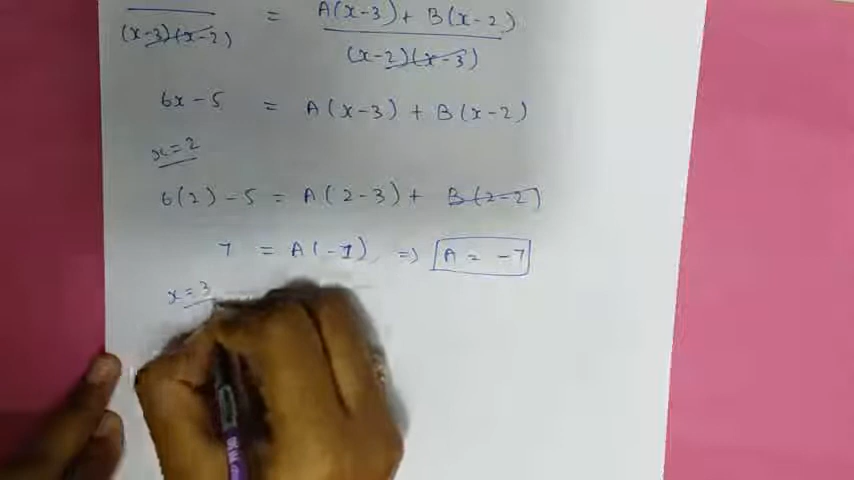 = A(x-3) + B(x-2)
(x-3)(x-2) (x-2)(x-3)
6x - 5 = A(x-3) + B(x-2)
x = 2
6(2) - 5 = A(2-3) + B(2-2)
7 = A(-1) => A = -7
x = 3